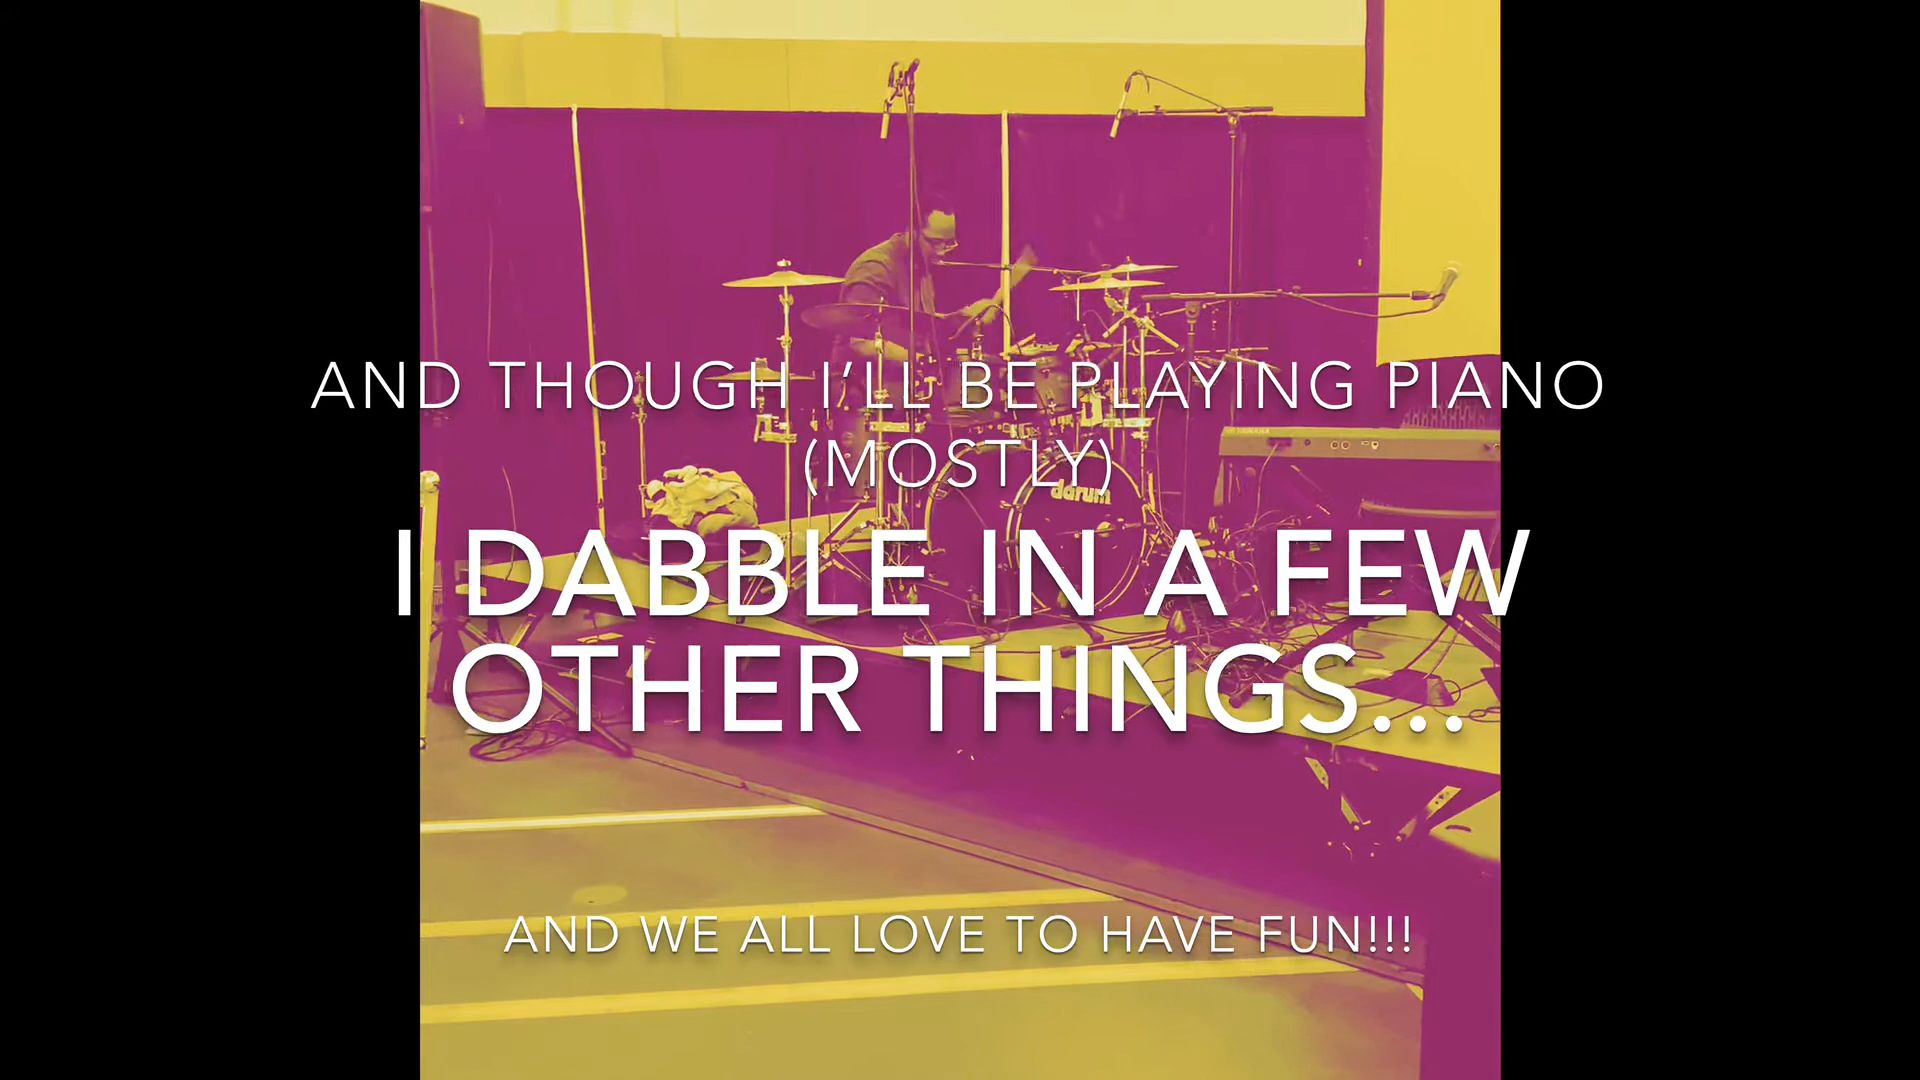 AND THOUGH I'LL BE PLAYING PIANO
(MOSTLY)
darum
I DABBLE IN A FEW
OTHER THINGS...
AND WE ALL LOVE TO HAVE FUN!!!